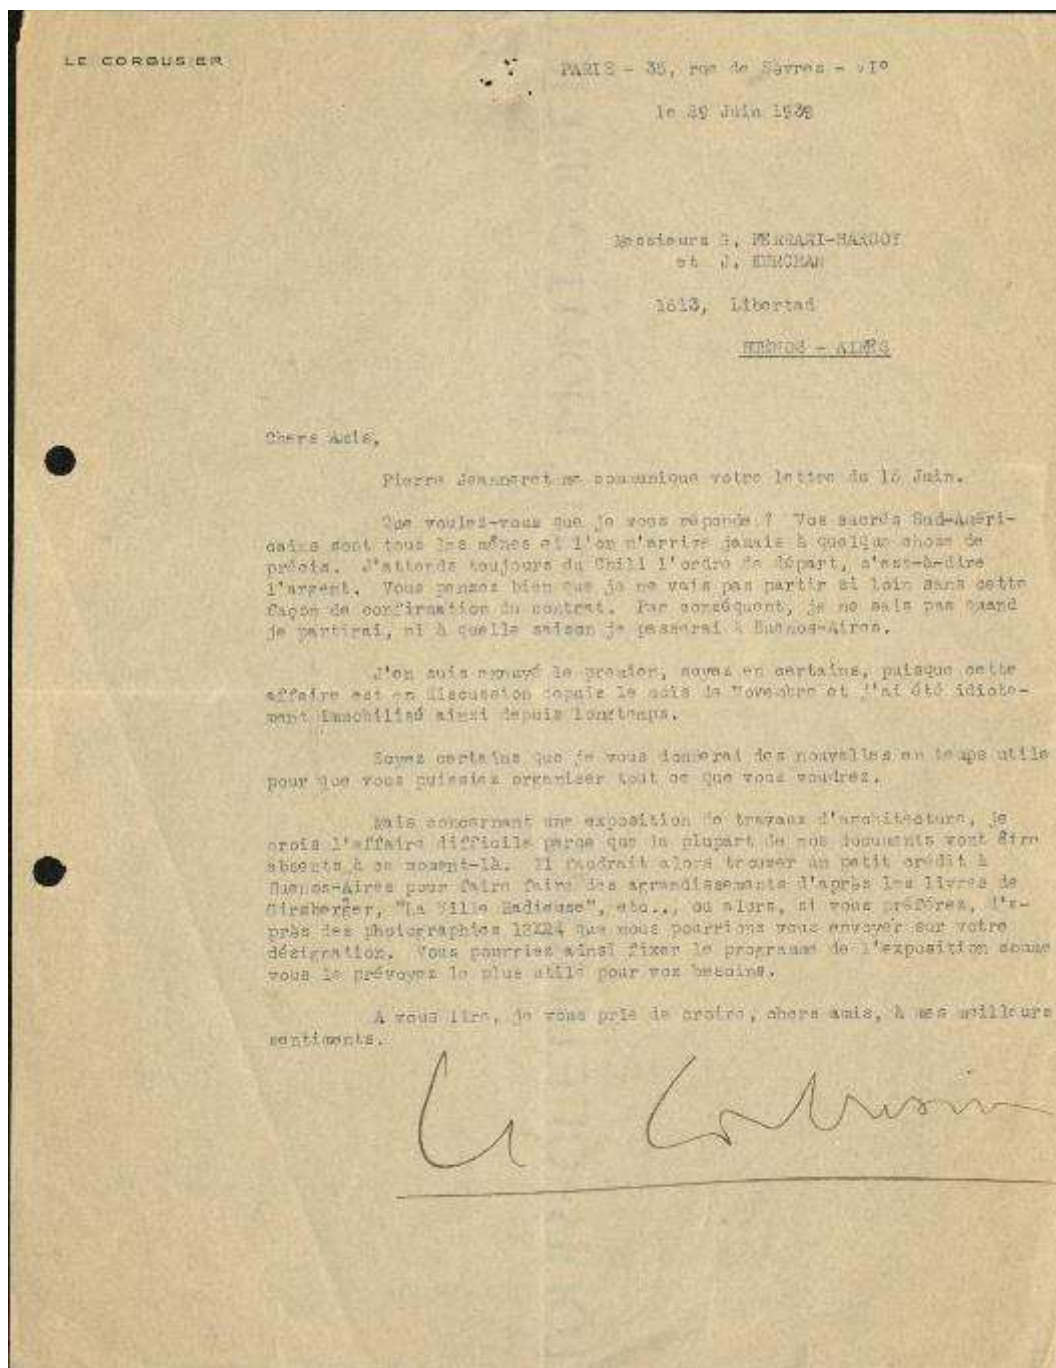 LE CORBUSIER
PARIS - 35, rue de Sèvres - VI°
le 29 Juin 1939
Messieurs G. FERRARI-HARDOY
et J. KURCHAN
1613, Libertad
BUENOS - AIRES
Chers Amis,
Pierre Jeanneret me communique votre lettre du 15 Juin.
Que voulez-vous que je vous réponde ? Vos sacrés Sud-Améri-
cains sont tous les mêmes et l'on n'arrive jamais à quelque chose de
précis. J'attends toujours du Chili l'ordre de départ, c'est-à-dire
l'argent. Vous pensez bien que je ne vais pas partir si loin sans cette
façon de confirmation du contrat. Par conséquent, je ne sais pas quand
je partirai, ni à quelle saison je passerai à Buenos-Aires.
J'en suis ennuyé le premier, soyez en certains, puisque cette
affaire est en discussion depuis le mois de Novembre et j'ai été idiote-
ment immobilisé ainsi depuis longtemps.
Soyez certains que je vous donnerai des nouvelles en temps utile
pour que vous puissiez organiser tout ce que vous voudrez.
Mais concernant une exposition de travaux d'architecture, je
crois l'affaire difficile parce que la plupart de nos documents vont être
absents à ce moment-là. Il faudrait alors trouver un petit crédit à
Buenos-Aires pour faire faire des agrandissements d'après les livres de
Girsberger, "La Ville Radieuse", etc.., ou alors, si vous préférez, d'a-
près des photographies 18X24 que nous pourrions vous envoyer sur votre
désignation. Vous pourriez ainsi fixer le programme de l'exposition comme
vous le prévoyez le plus utile pour vos besoins.
A vous lire, je vous prie de croire, chers amis, à mes meilleurs
sentiments.
Le Corbusier